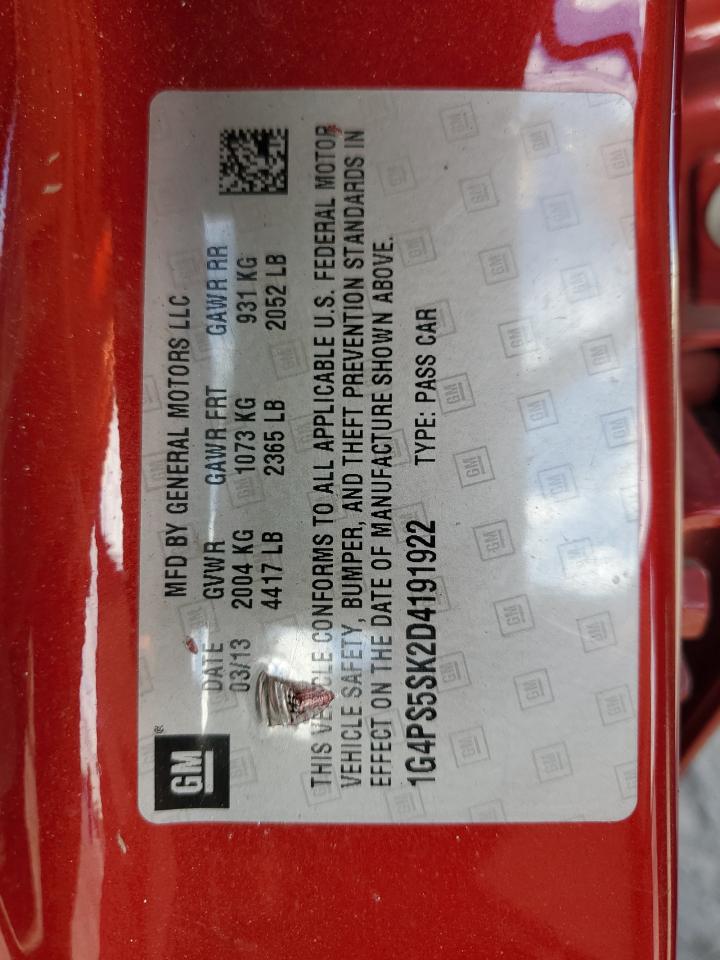 GM®
MFD BY GENERAL MOTORS LLC
DATE GVWR GAWR FRT GAWR RR
03/13 2004 KG 1073 KG 931 KG
4417 LB 2365 LB 2052 LB
THIS VEHICLE CONFORMS TO ALL APPLICABLE U.S. FEDERAL MOTOR
VEHICLE SAFETY, BUMPER, AND THEFT PREVENTION STANDARDS IN
EFFECT ON THE DATE OF MANUFACTURE SHOWN ABOVE.
1G4PS5SK2D4191922 TYPE: PASS CAR